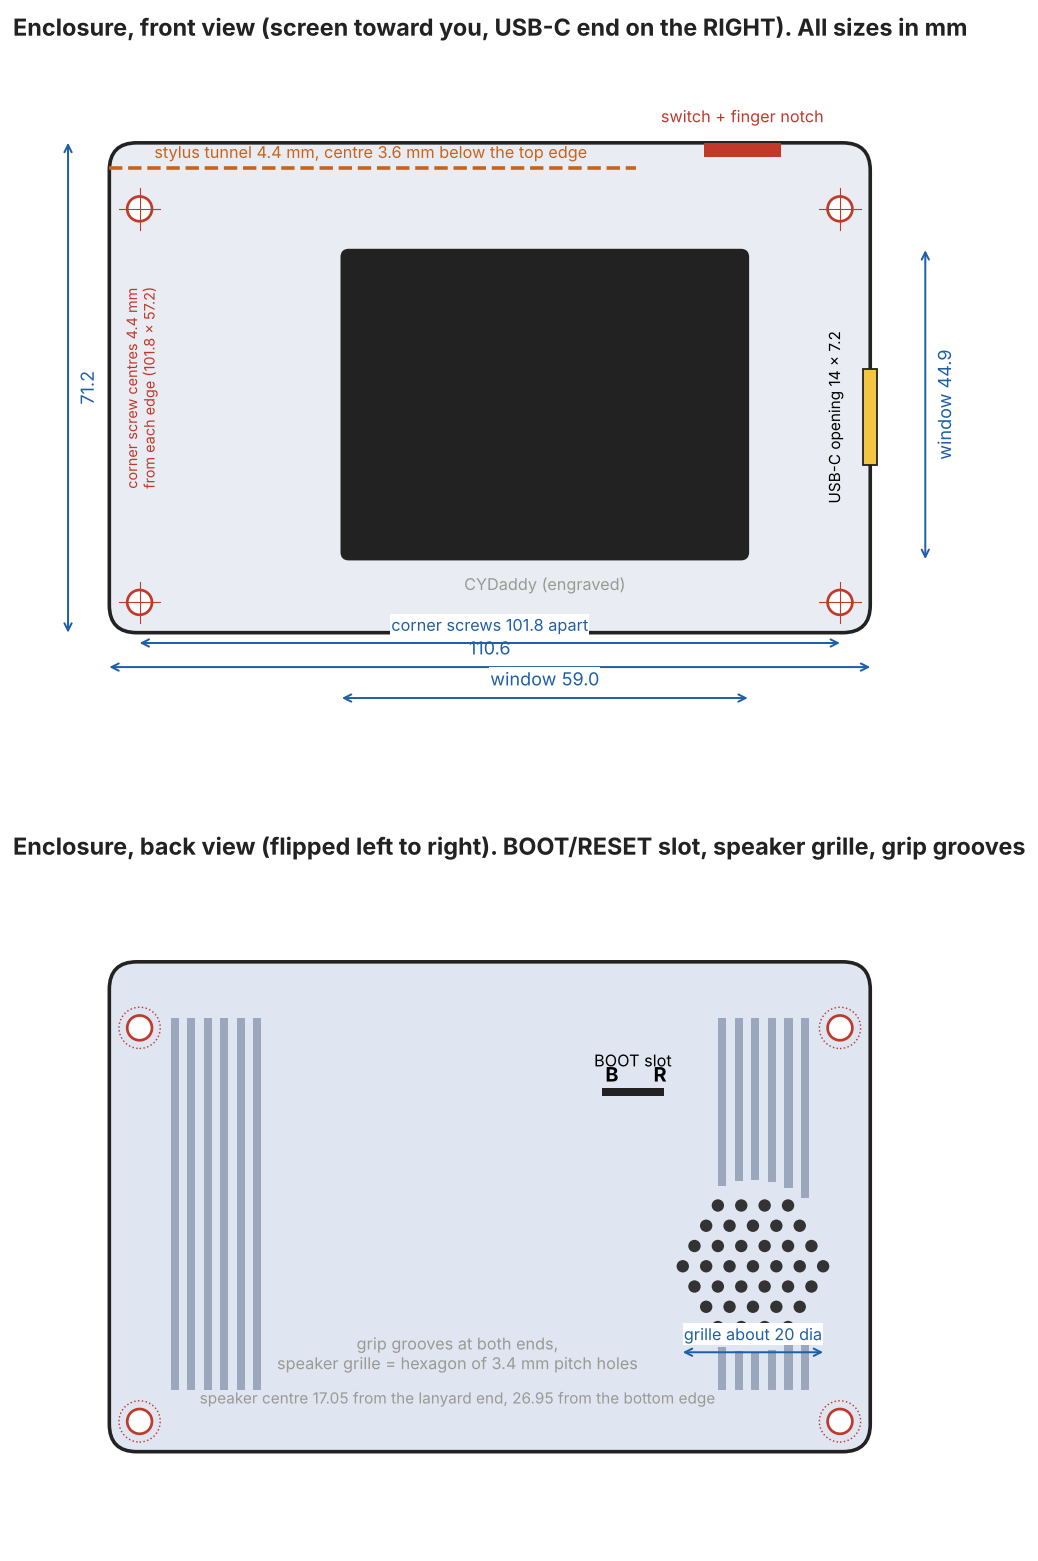 Enclosure, front view (screen toward you, USB-C end on the RIGHT). All sizes in mm
switch + finger notch
stylus tunnel 4.4 mm, centre 3.6 mm below the top edge
corner screw centres 4.4 mm
from each edge (101.8 × 57.2)
71.2
USB-C opening 14 × 7.2
window 44.9
CYDaddy (engraved)
corner screws 101.8 apart
110.6
window 59.0
Enclosure, back view (flipped left to right). BOOT/RESET slot, speaker grille, grip grooves
BOOT slot
B R
grille about 20 dia
grip grooves at both ends,
speaker grille = hexagon of 3.4 mm pitch holes
speaker centre 17.05 from the lanyard end, 26.95 from the bottom edge